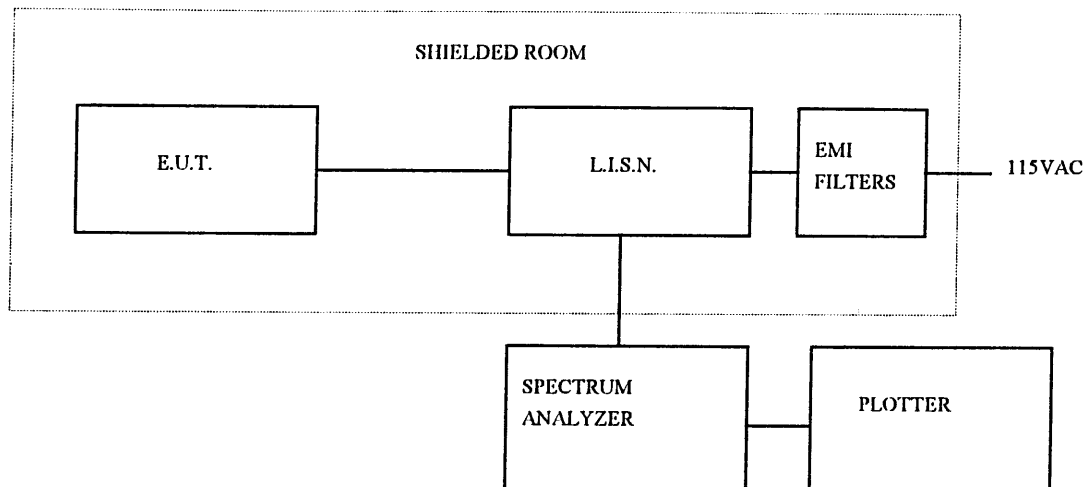 SHIELDED ROOM
E.U.T.
L.I.S.N.
EMI
FILTERS
115VAC
SPECTRUM
ANALYZER
PLOTTER